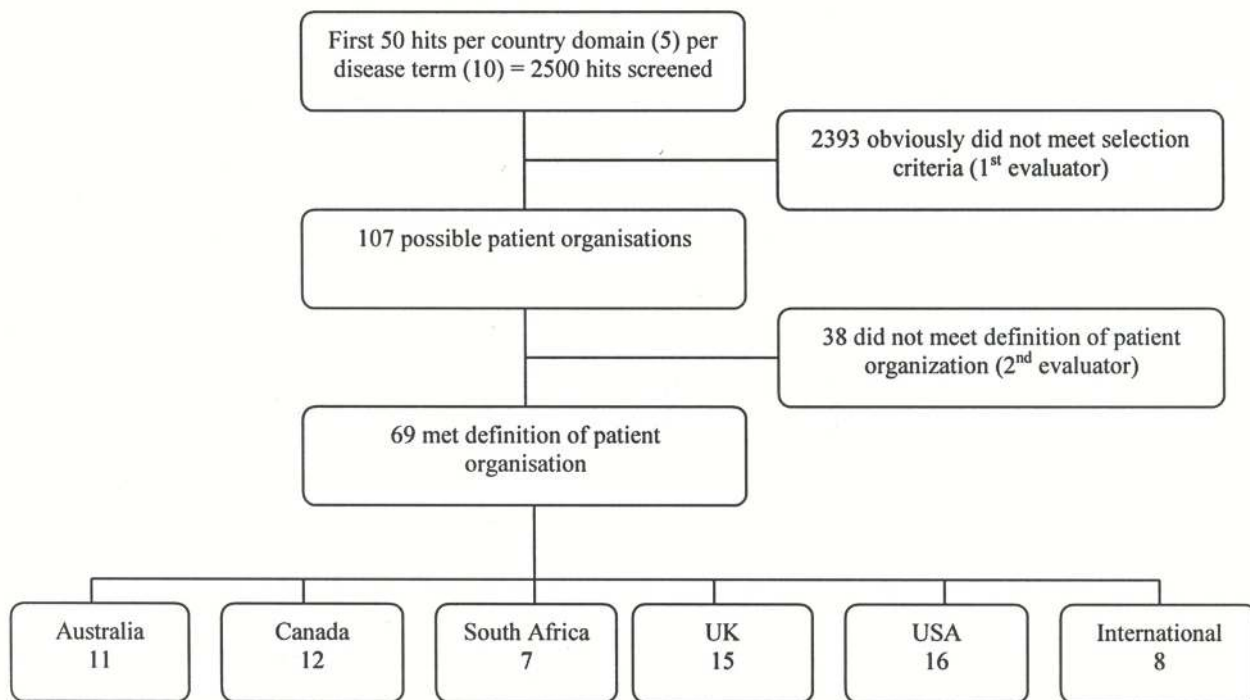 First 50 hits per country domain (5) per
disease term (10) = 2500 hits screened
2393 obviously did not meet selection
criteria (1st evaluator)
107 possible patient organisations
38 did not meet definition of patient
organization (2nd evaluator)
69 met definition of patient
organisation
Australia
11
Canada
12
South Africa
7
UK
15
USA
16
International
8